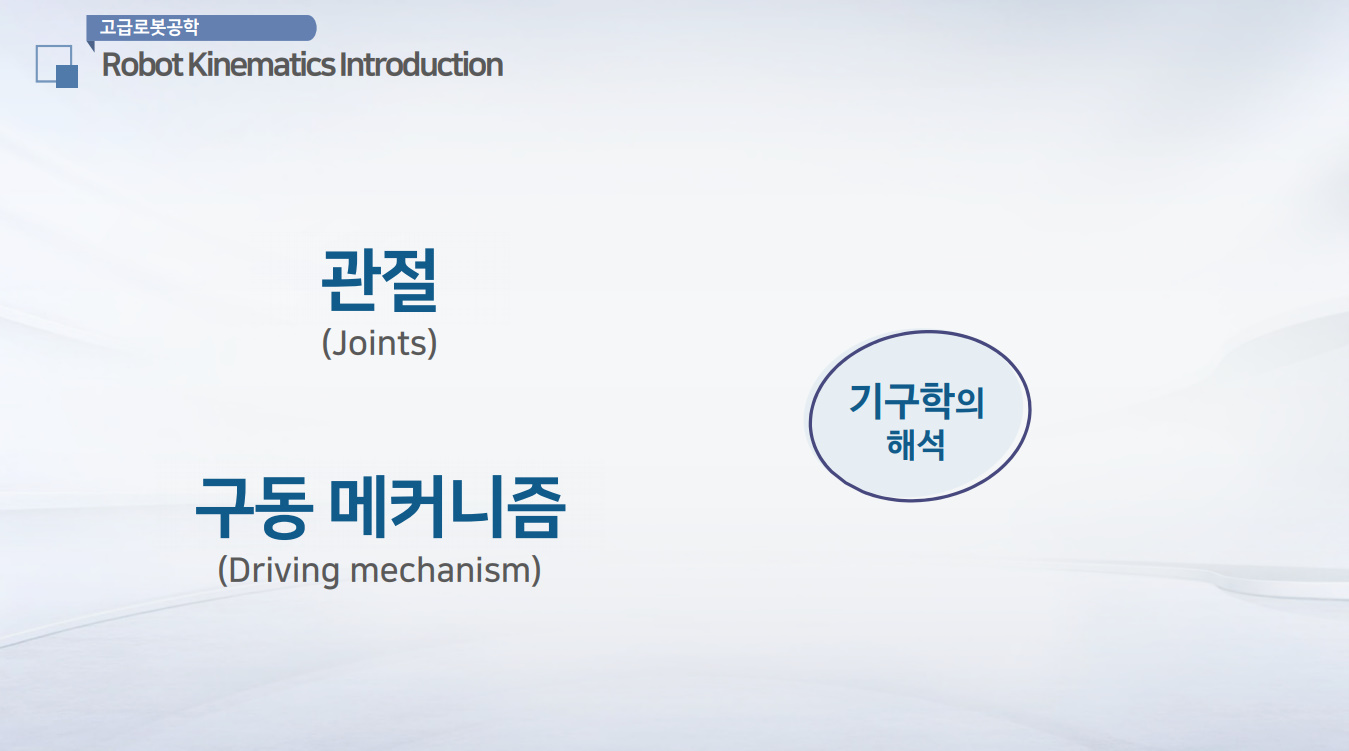 고급로봇공학
Robot Kinematics Introduction
관절
(Joints)
구동 메커니즘
(Driving mechanism)
기구학의
해석